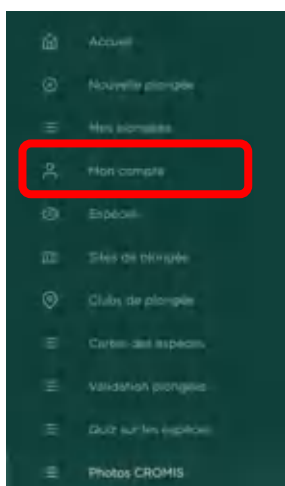 Accueil
Nouvelle plongée
Mes plongées
Mon compte
Espèces
Sites de plongée
Clubs de plongée
Cartes des espèces
Validation plongées
Quiz sur les espèces
Photos CROMIS